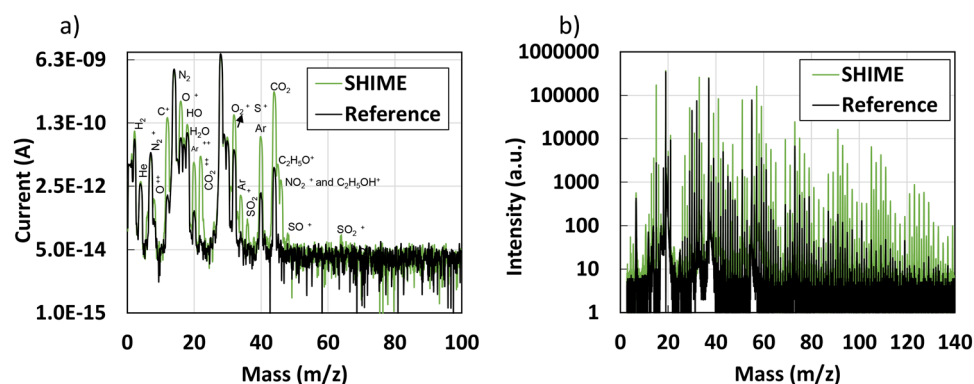 a)
6.3E-09
1.3E-10
2.5E-12
5.0E-14
1.0E-15
Current (A)
0 20 40 60 80 100
Mass (m/z)
SHIME
Reference
H2
He
N2+
O++
C+
N2
O+
HO
H2O
Ar++
CO2++
O2+
S+
Ar
Ar
SO2+
CO2
C2H5O+
NO2+ and C2H5OH+
SO+
SO2+
b)
1000000
100000
10000
1000
100
10
1
Intensity (a.u.)
0 20 40 60 80 100 120 140
Mass (m/z)
SHIME
Reference